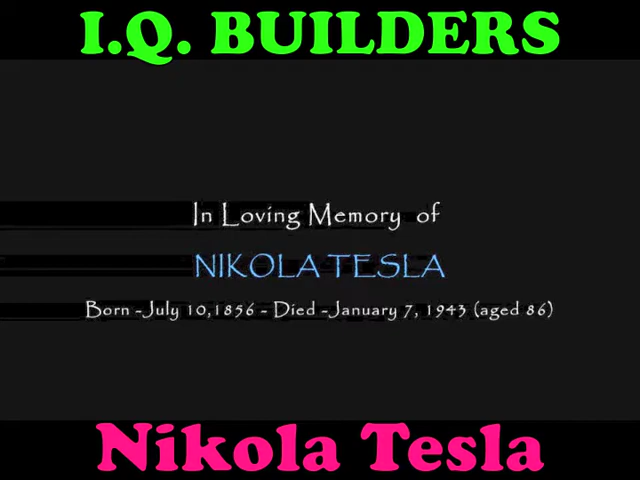 I.Q. BUILDERS
In Loving Memory of
NIKOLA TESLA
Born -July 10,1856 - Died -January 7, 1943 (aged 86)
Nikola Tesla